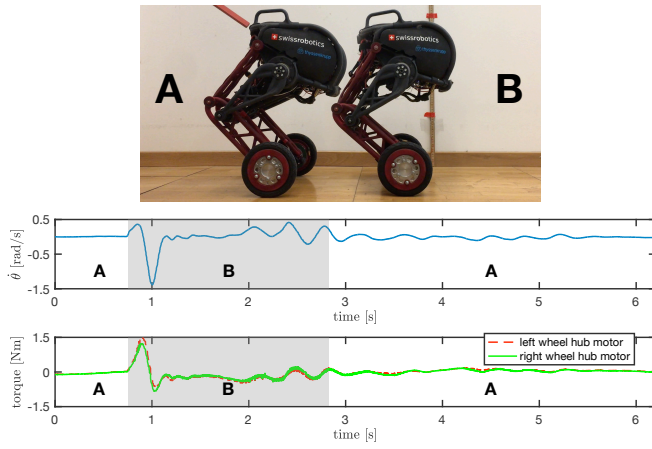 A
B
swissrobotics
swissrobotics
0.5
-0.5
-1.5
θ̇ [rad/s]
A
B
A
0
1
2
3
4
5
6
time [s]
1.5
0
-1.5
torque [Nm]
left wheel hub motor
right wheel hub motor
A
B
A
0
1
2
3
4
5
6
time [s]